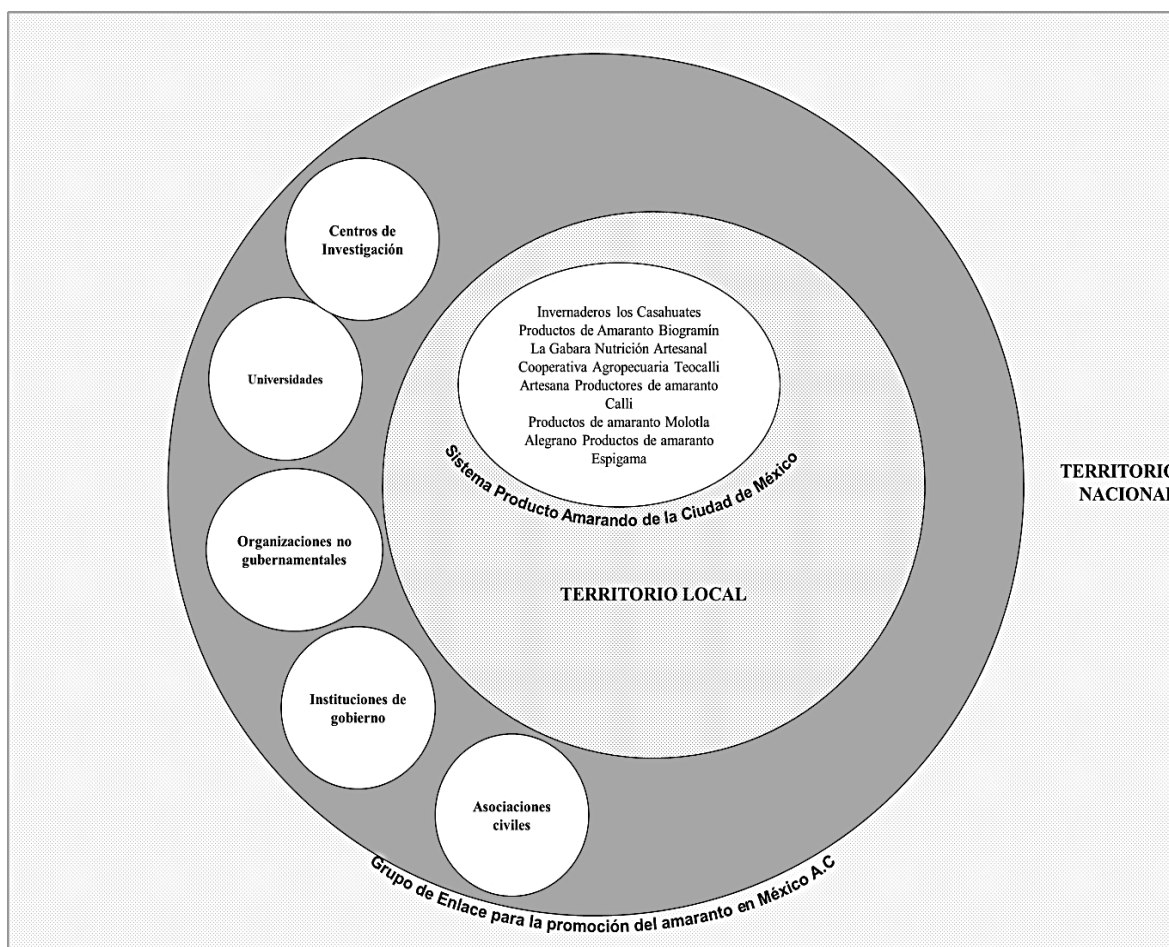 Centros de
Investigación
Universidades
Organizaciones no
gubernamentales
Instituciones de
gobierno
Asociaciones
civiles
Invernaderos los Casahuates
Productos de Amaranto Biogramín
La Gabara Nutrición Artesanal
Cooperativa Agropecuaria Teocalli
Artesana Productores de amaranto
Calli
Productos de amaranto Molotla
Alegrano Productos de amaranto
Espigama
Sistema Producto Amarando de la Ciudad de México
TERRITORIO LOCAL
TERRITORIO
NACIONAL
Grupo de Enlace para la promoción del amaranto en México A.C